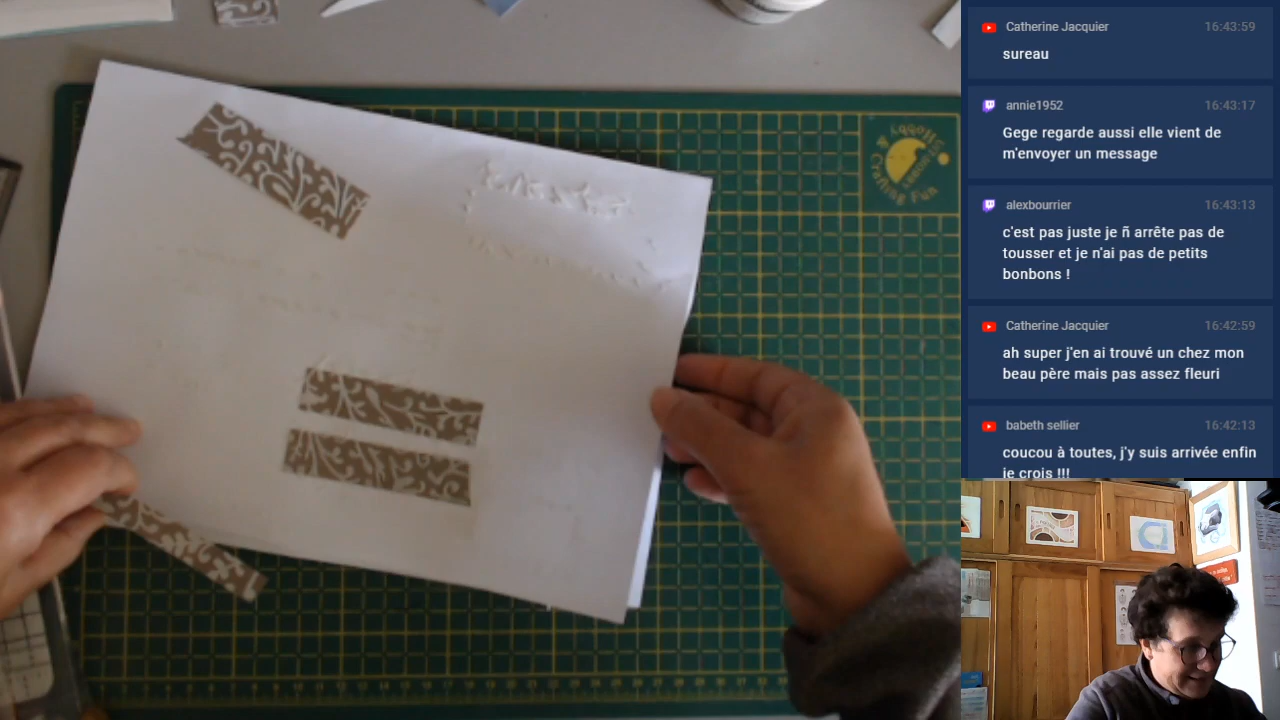 Catherine Jacquier 16:43:59
sureau
annie1952 16:43:17
Gege regarde aussi elle vient de
m'envoyer un message
alexbourrier 16:43:13
c'est pas juste je ñ arrête pas de
tousser et je n'ai pas de petits
bonbons !
Catherine Jacquier 16:42:59
ah super j'en ai trouvé un chez mon
beau père mais pas assez fleuri
babeth sellier 16:42:13
coucou à toutes, j'y suis arrivée enfin
je crois !!!
Hobby
& Crafting Fun